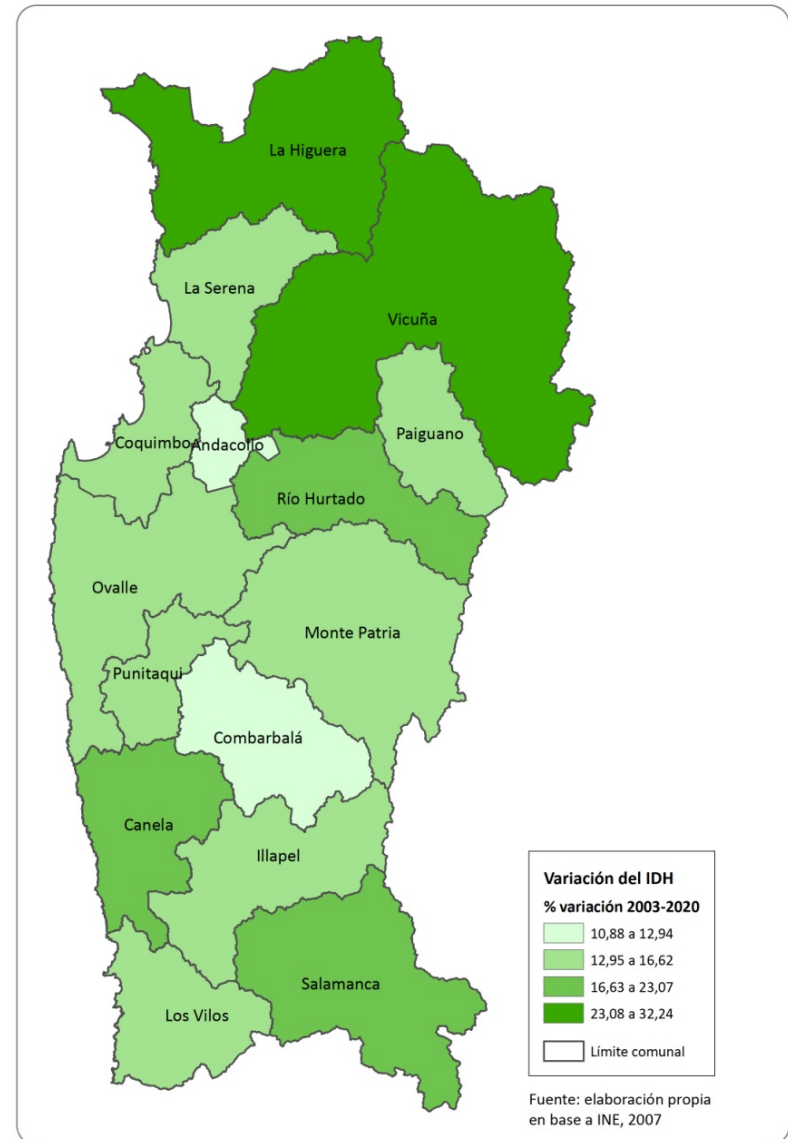 La Higuera
La Serena
Vicuña
Coquimbo
Andacollo
Paiguano
Río Hurtado
Ovalle
Monte Patria
Punitaqui
Combarbalá
Canela
Illapel
Salamanca
Los Vilos
Variación del IDH
% variación 2003-2020
10,88 a 12,94
12,95 a 16,62
16,63 a 23,07
23,08 a 32,24
Límite comunal
Fuente: elaboración propia
en base a INE, 2007